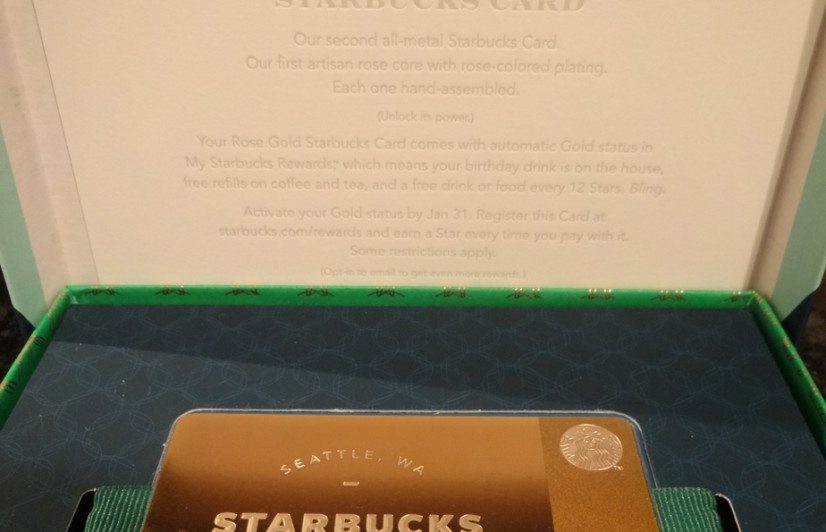 STARBUCKS CARD
Our second all-metal Starbucks Card.
Our first artisan rose core with rose-colored plating.
Each one hand-assembled.
(Unlock its power.)
Your Rose Gold Starbucks Card comes with automatic Gold status in
My Starbucks Rewards, which means your birthday drink is on the house,
free refills on coffee and tea, and a free drink or food every 12 Stars. Bling.
Activate your Gold status by Jan 31. Register this Card at
starbucks.com/rewards and earn a Star every time you pay with it.
Some restrictions apply.
(Opt-in to email to get even more rewards.)
SEATTLE, WA
STARBUCKS